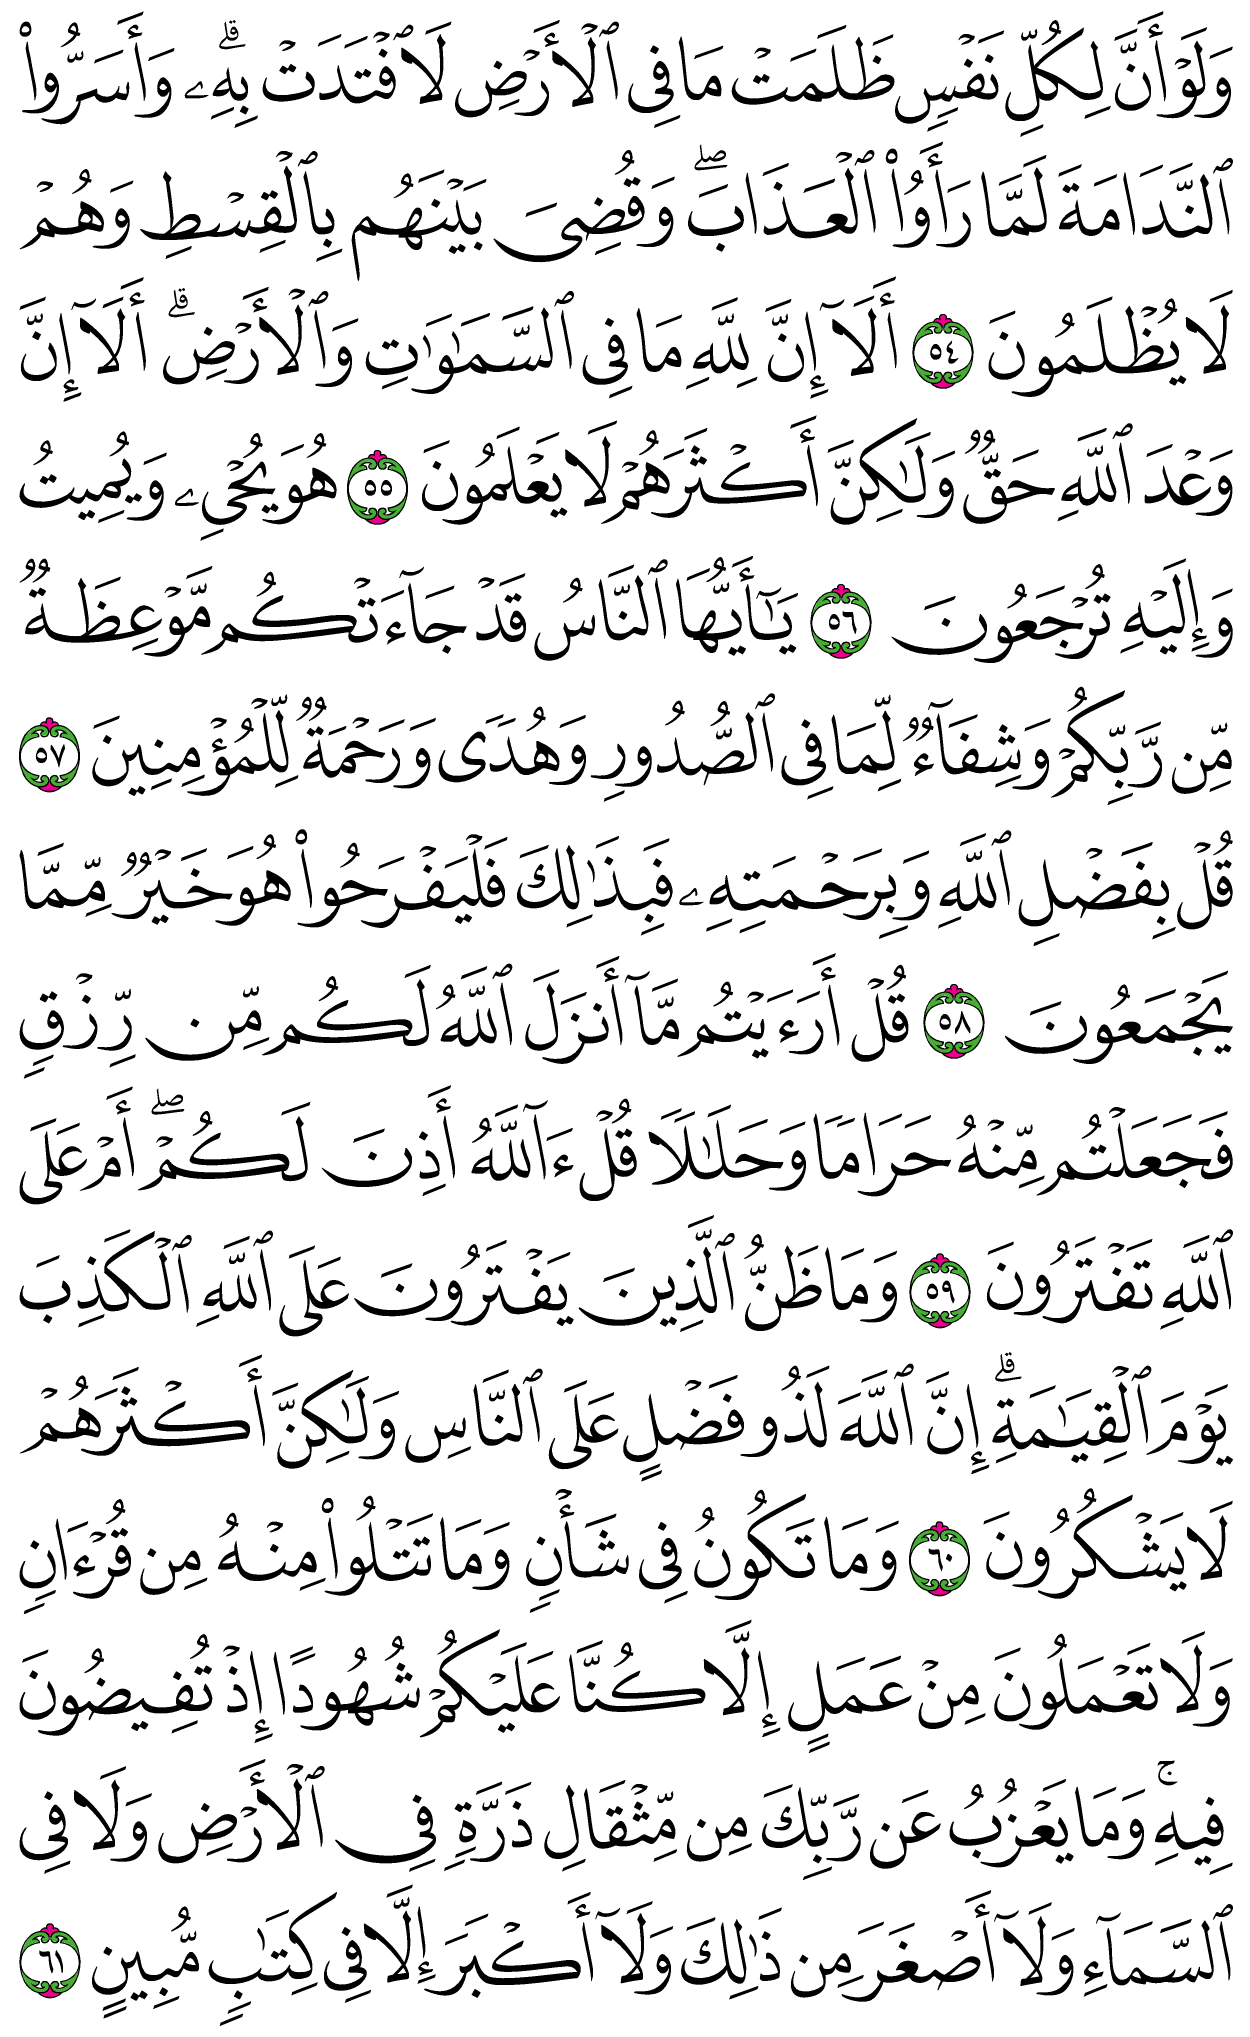 وَلَوۡ أَنَّ لِكُلِّ نَفۡسٖ ظَلَمَتۡ مَا فِي ٱلۡأَرۡضِ لَٱفۡتَدَتۡ بِهِۦۗ وَأَسَرُّواْ
ٱلنَّدَامَةَ لَمَّا رَأَوُاْ ٱلۡعَذَابَۖ وَقُضِيَ بَيۡنَهُم بِٱلۡقِسۡطِ وَهُمۡ
لَا يُظۡلَمُونَ ٥٤ أَلَآ إِنَّ لِلَّهِ مَا فِي ٱلسَّمَٰوَٰتِ وَٱلۡأَرۡضِۗ أَلَآ إِنَّ
وَعۡدَ ٱللَّهِ حَقّٞ وَلَٰكِنَّ أَكۡثَرَهُمۡ لَا يَعۡلَمُونَ ٥٥ هُوَ يُحۡيِۦ وَيُمِيتُ
وَإِلَيۡهِ تُرۡجَعُونَ ٥٦ يَٰٓأَيُّهَا ٱلنَّاسُ قَدۡ جَآءَتۡكُم مَّوۡعِظَةٞ
مِّن رَّبِّكُمۡ وَشِفَآءٞ لِّمَا فِي ٱلصُّدُورِ وَهُدٗى وَرَحۡمَةٞ لِّلۡمُؤۡمِنِينَ ٥٧
قُلۡ بِفَضۡلِ ٱللَّهِ وَبِرَحۡمَتِهِۦ فَبِذَٰلِكَ فَلۡيَفۡرَحُواْ هُوَ خَيۡرٞ مِّمَّا
يَجۡمَعُونَ ٥٨ قُلۡ أَرَءَيۡتُم مَّآ أَنزَلَ ٱللَّهُ لَكُم مِّن رِّزۡقٖ
فَجَعَلۡتُم مِّنۡهُ حَرَامٗا وَحَلَٰلٗا قُلۡ ءَآللَّهُ أَذِنَ لَكُمۡۖ أَمۡ عَلَى
ٱللَّهِ تَفۡتَرُونَ ٥٩ وَمَا ظَنُّ ٱلَّذِينَ يَفۡتَرُونَ عَلَى ٱللَّهِ ٱلۡكَذِبَ
يَوۡمَ ٱلۡقِيَٰمَةِۗ إِنَّ ٱللَّهَ لَذُو فَضۡلٍ عَلَى ٱلنَّاسِ وَلَٰكِنَّ أَكۡثَرَهُمۡ
لَا يَشۡكُرُونَ ٦٠ وَمَا تَكُونُ فِي شَأۡنٖ وَمَا تَتۡلُواْ مِنۡهُ مِن قُرۡءَانٖ
وَلَا تَعۡمَلُونَ مِنۡ عَمَلٍ إِلَّا كُنَّا عَلَيۡكُمۡ شُهُودًا إِذۡ تُفِيضُونَ
فِيهِۚ وَمَا يَعۡزُبُ عَن رَّبِّكَ مِن مِّثۡقَالِ ذَرَّةٖ فِي ٱلۡأَرۡضِ وَلَا فِي
ٱلسَّمَآءِ وَلَآ أَصۡغَرَ مِن ذَٰلِكَ وَلَآ أَكۡبَرَ إِلَّا فِي كِتَٰبٖ مُّبِينٍ ٦١